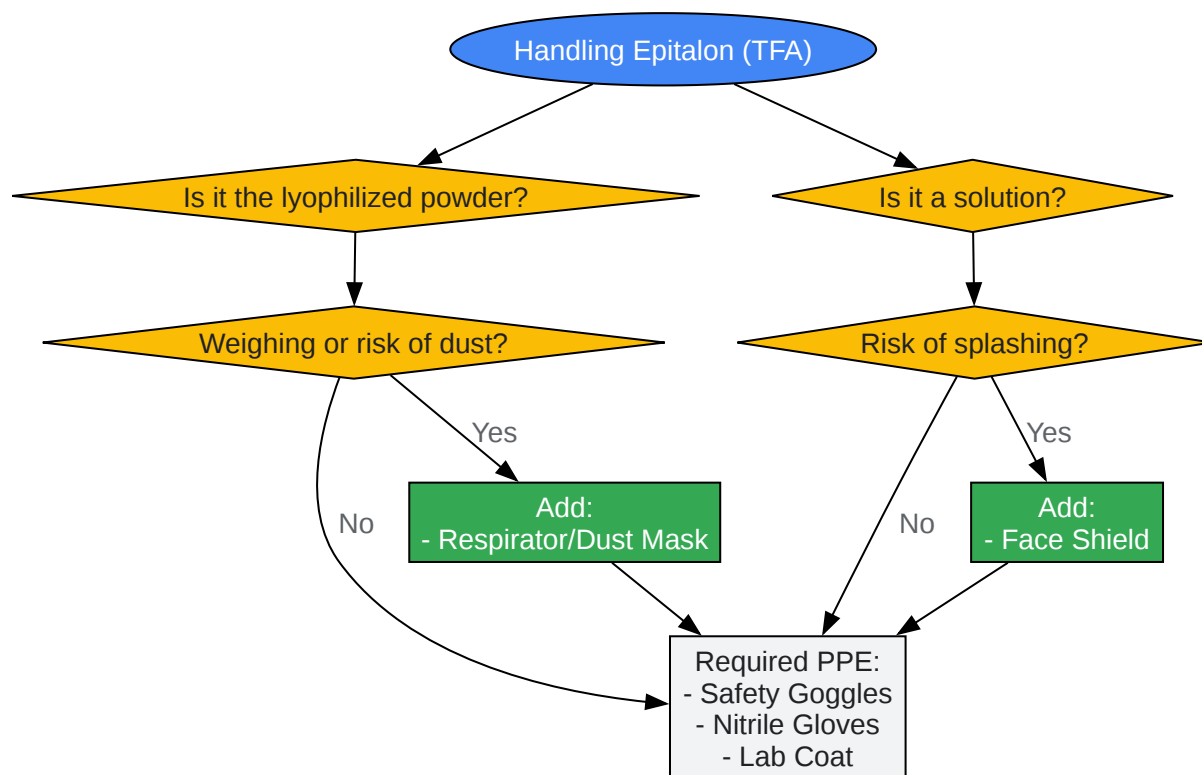 Handling Epitalon (TFA)
Is it the lyophilized powder?
Is it a solution?
Weighing or risk of dust?
Risk of splashing?
Yes
Yes
No
Add:
- Respirator/Dust Mask
No
Add:
- Face Shield
Required PPE:
- Safety Goggles
- Nitrile Gloves
- Lab Coat